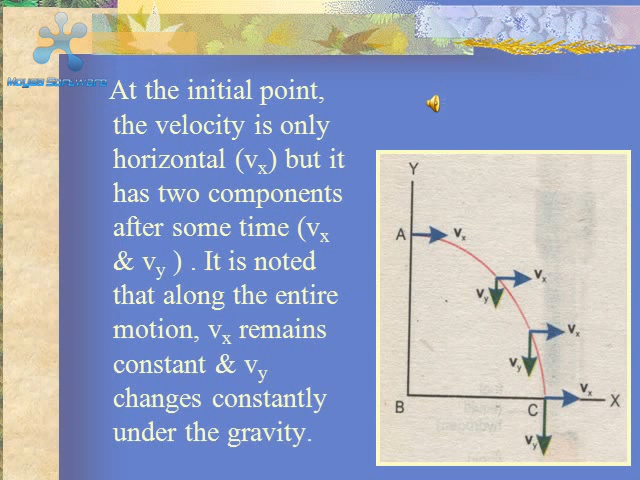 Moyea Software
At the initial point,
the velocity is only
horizontal (vx) but it
has two components
after some time (vx
& vy ) . It is noted
that along the entire
motion, vx remains
constant & vy
changes constantly
under the gravity.
Y
A
vx
vx
vy
vx
vy
vx
B
C
X
vy